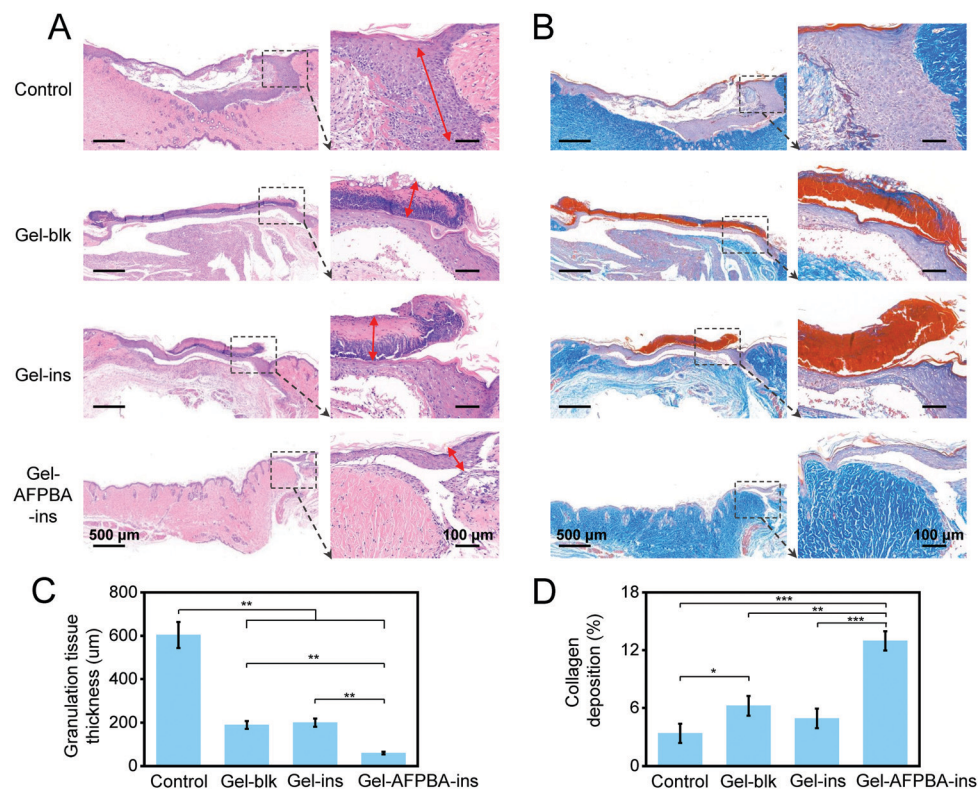 A
B
Control
Gel-blk
Gel-ins
Gel-
AFPBA
-ins
500 µm
100 µm
500 µm
100 µm
C
Granulation tissue
thickness (um)
800
600
400
200
0
**
**
**
Control Gel-blk Gel-ins Gel-AFPBA-ins
D
Collagen
deposition (%)
18
12
6
0
***
**
***
*
Control Gel-blk Gel-ins Gel-AFPBA-ins